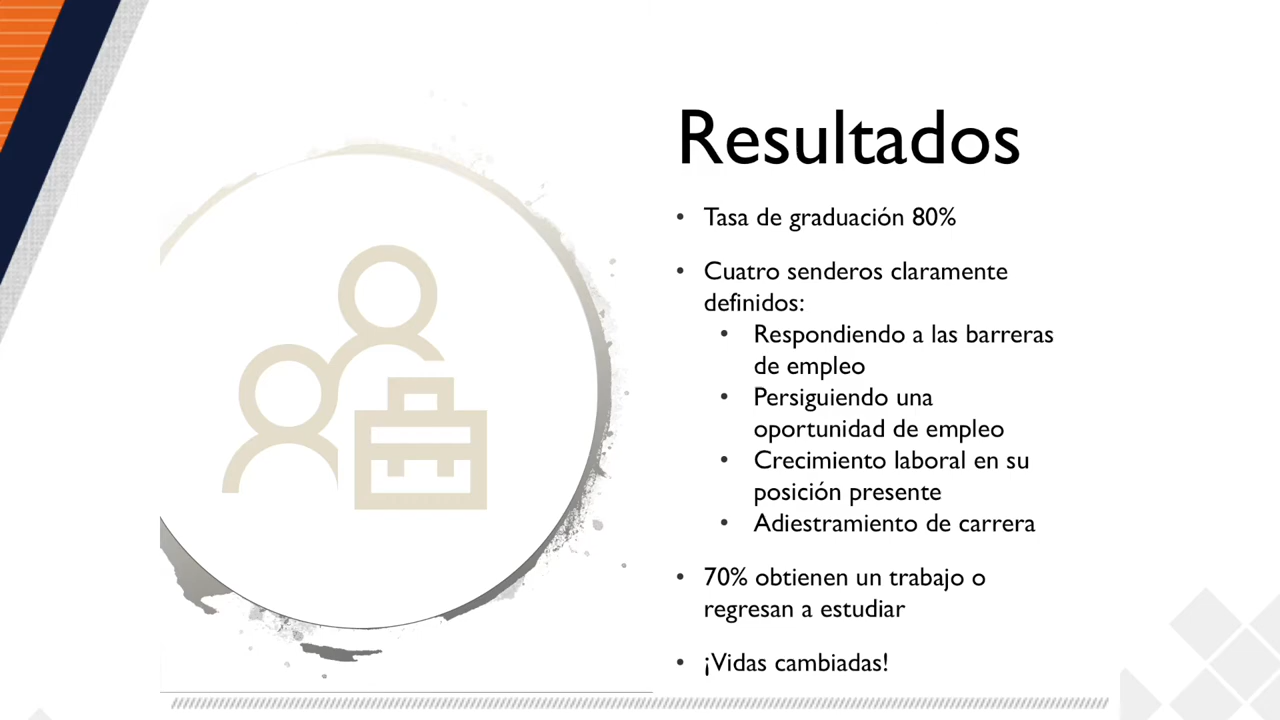 Resultados
• Tasa de graduación 80%
• Cuatro senderos claramente
definidos:
• Respondiendo a las barreras
de empleo
• Persiguiendo una
oportunidad de empleo
• Crecimiento laboral en su
posición presente
• Adiestramiento de carrera
• 70% obtienen un trabajo o
regresan a estudiar
• ¡Vidas cambiadas!